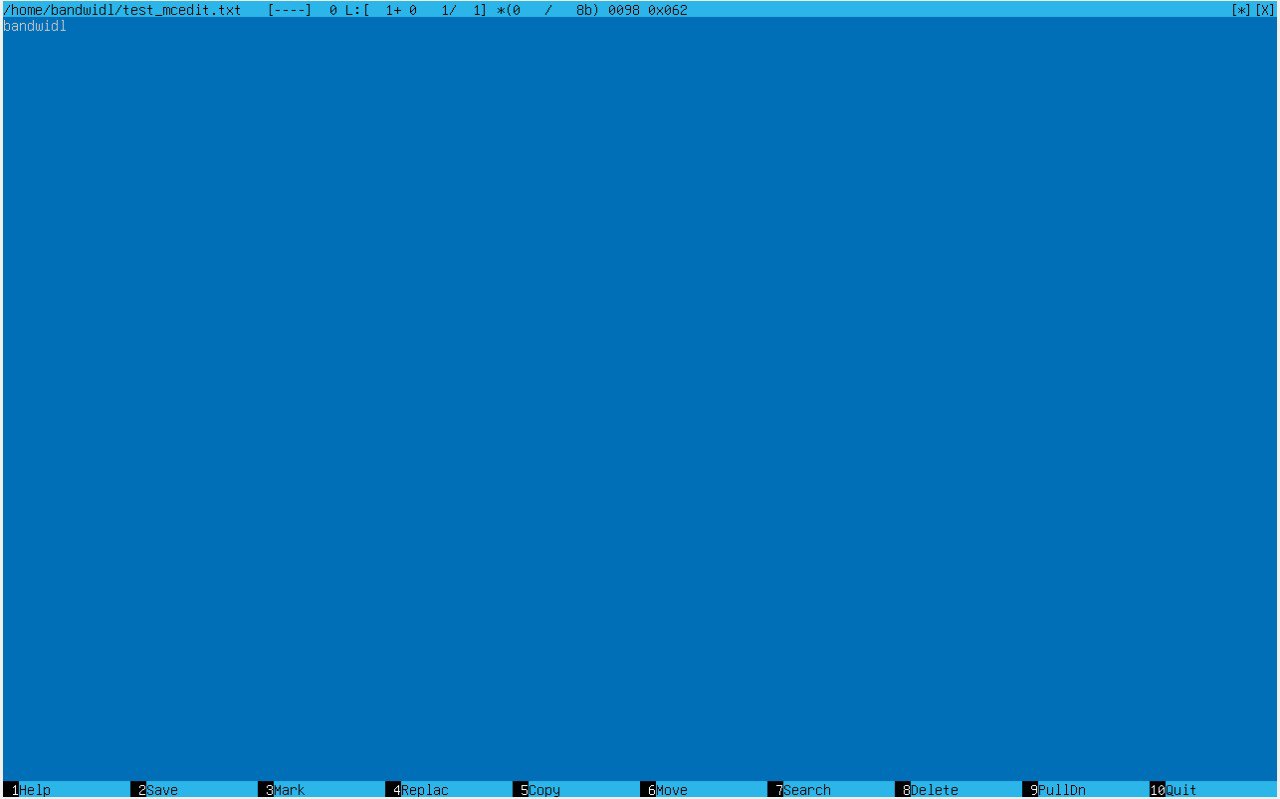 /home/bandwidl/test_mcedit.txt   [----]  0 L:[  1+ 0   1/  1] *(0   /   8b) 0098 0x062 [*][X]
bandwidl
1Help 2Save 3Mark 4Replac 5Copy 6Move 7Search 8Delete 9PullDn 10Quit